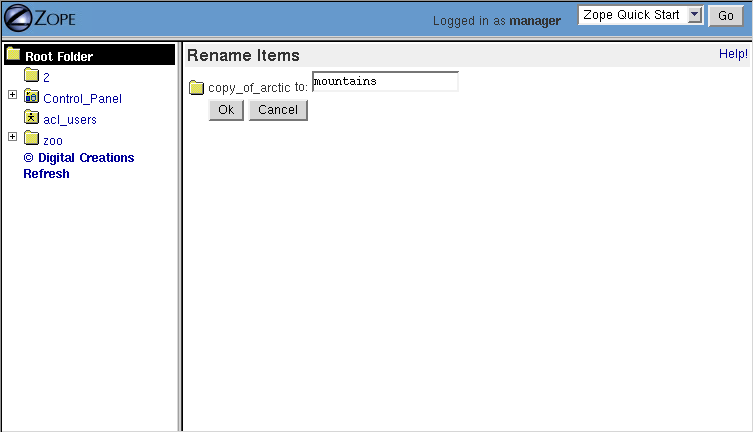 ZOPE
Logged in as manager
Zope Quick Start
Go
Root Folder
2
Control_Panel
acl_users
zoo
© Digital Creations
Refresh
Rename Items
Help!
copy_of_arctic to: mountains
Ok Cancel